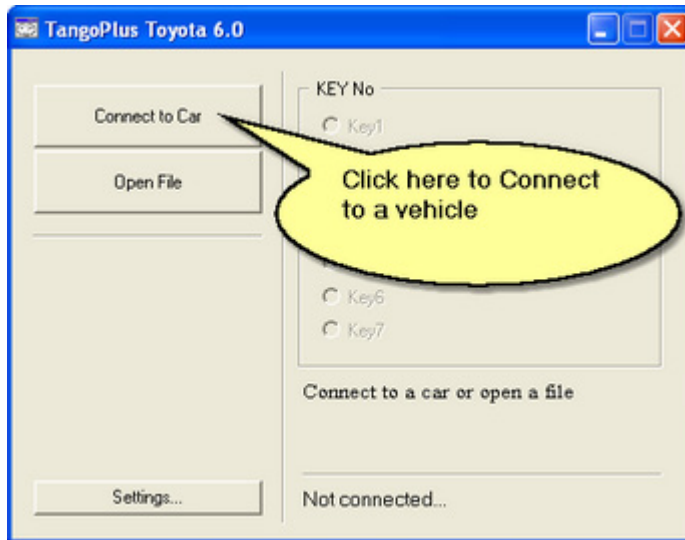 TangoPlus Toyota 6.0
Connect to Car
Open File
Settings...
KEY No
Key1
Click here to Connect
to a vehicle
Key6
Key7
Connect to a car or open a file
Not connected...